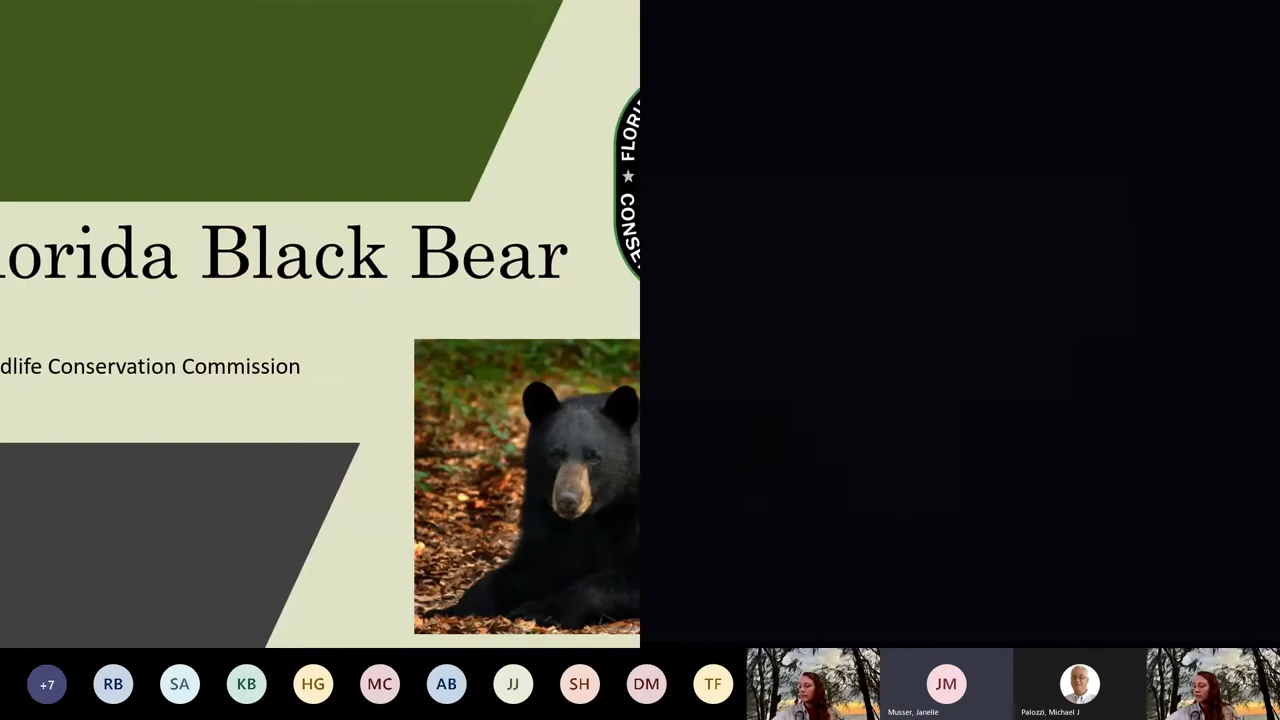 FLORI
CONSE
lorida Black Bear
dlife Conservation Commission
+7 RB SA KB HG MC AB JJ SH DM TF JM
Musser, Janelle
Palozzi, Michael J